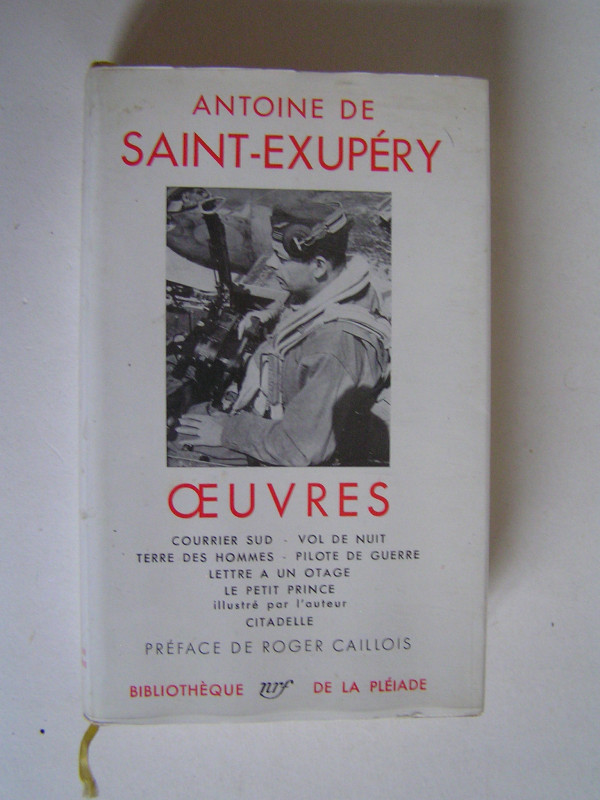 ANTOINE DE
SAINT-EXUPÉRY
ŒUVRES
COURRIER SUD - VOL DE NUIT
TERRE DES HOMMES - PILOTE DE GUERRE
LETTRE A UN OTAGE
LE PETIT PRINCE
illustré par l'auteur
CITADELLE
PRÉFACE DE ROGER CAILLOIS
BIBLIOTHÈQUE nrf DE LA PLÉIADE